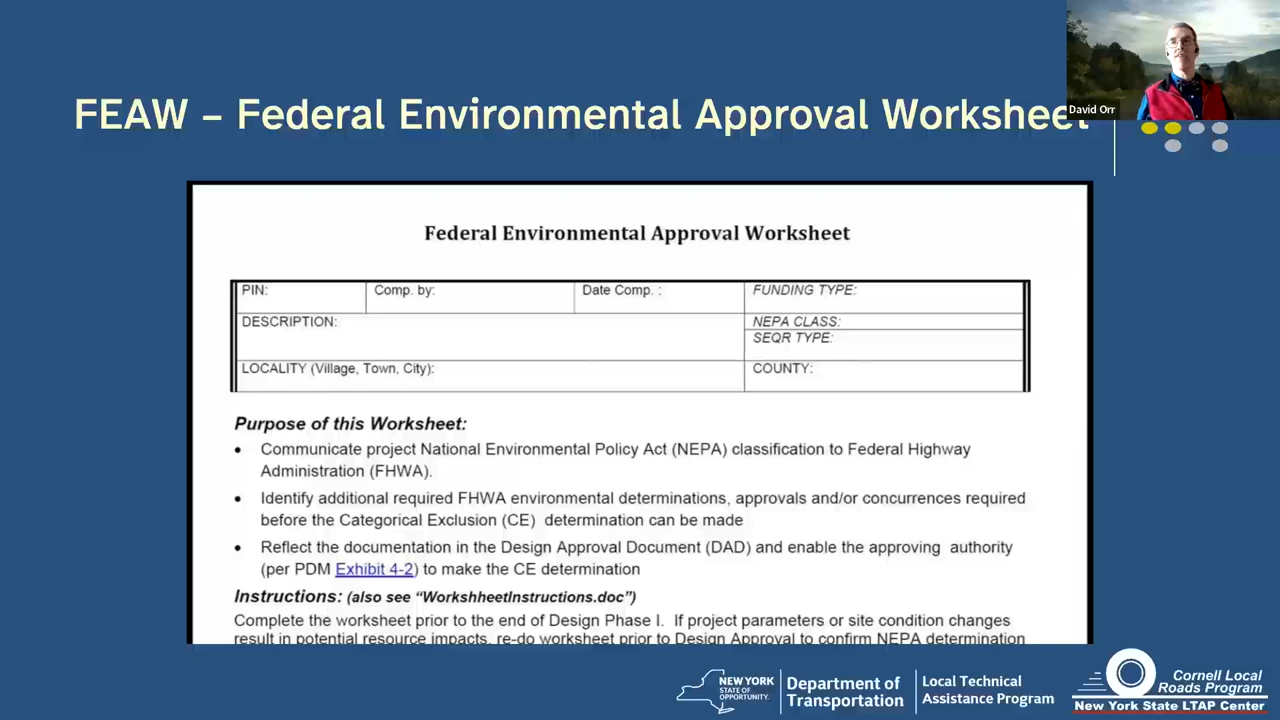 David Orr
FEAW – Federal Environmental Approval Worksheet
Federal Environmental Approval Worksheet
PIN:
Comp. by:
Date Comp. :
FUNDING TYPE:
DESCRIPTION:
NEPA CLASS:
SEQR TYPE:
LOCALITY (Village, Town, City):
COUNTY:
Purpose of this Worksheet:
• Communicate project National Environmental Policy Act (NEPA) classification to Federal Highway
Administration (FHWA).
• Identify additional required FHWA environmental determinations, approvals and/or concurrences required
before the Categorical Exclusion (CE) determination can be made
• Reflect the documentation in the Design Approval Document (DAD) and enable the approving authority
(per PDM Exhibit 4-2) to make the CE determination
Instructions: (also see “WorkshheetInstructions.doc”)
Complete the worksheet prior to the end of Design Phase I. If project parameters or site condition changes
result in potential resource impacts, re-do worksheet prior to Design Approval to confirm NEPA determination
NEW YORK
STATE OF
OPPORTUNITY.
Department of
Transportation
Local Technical
Assistance Program
Cornell Local
Roads Program
New York State LTAP Center